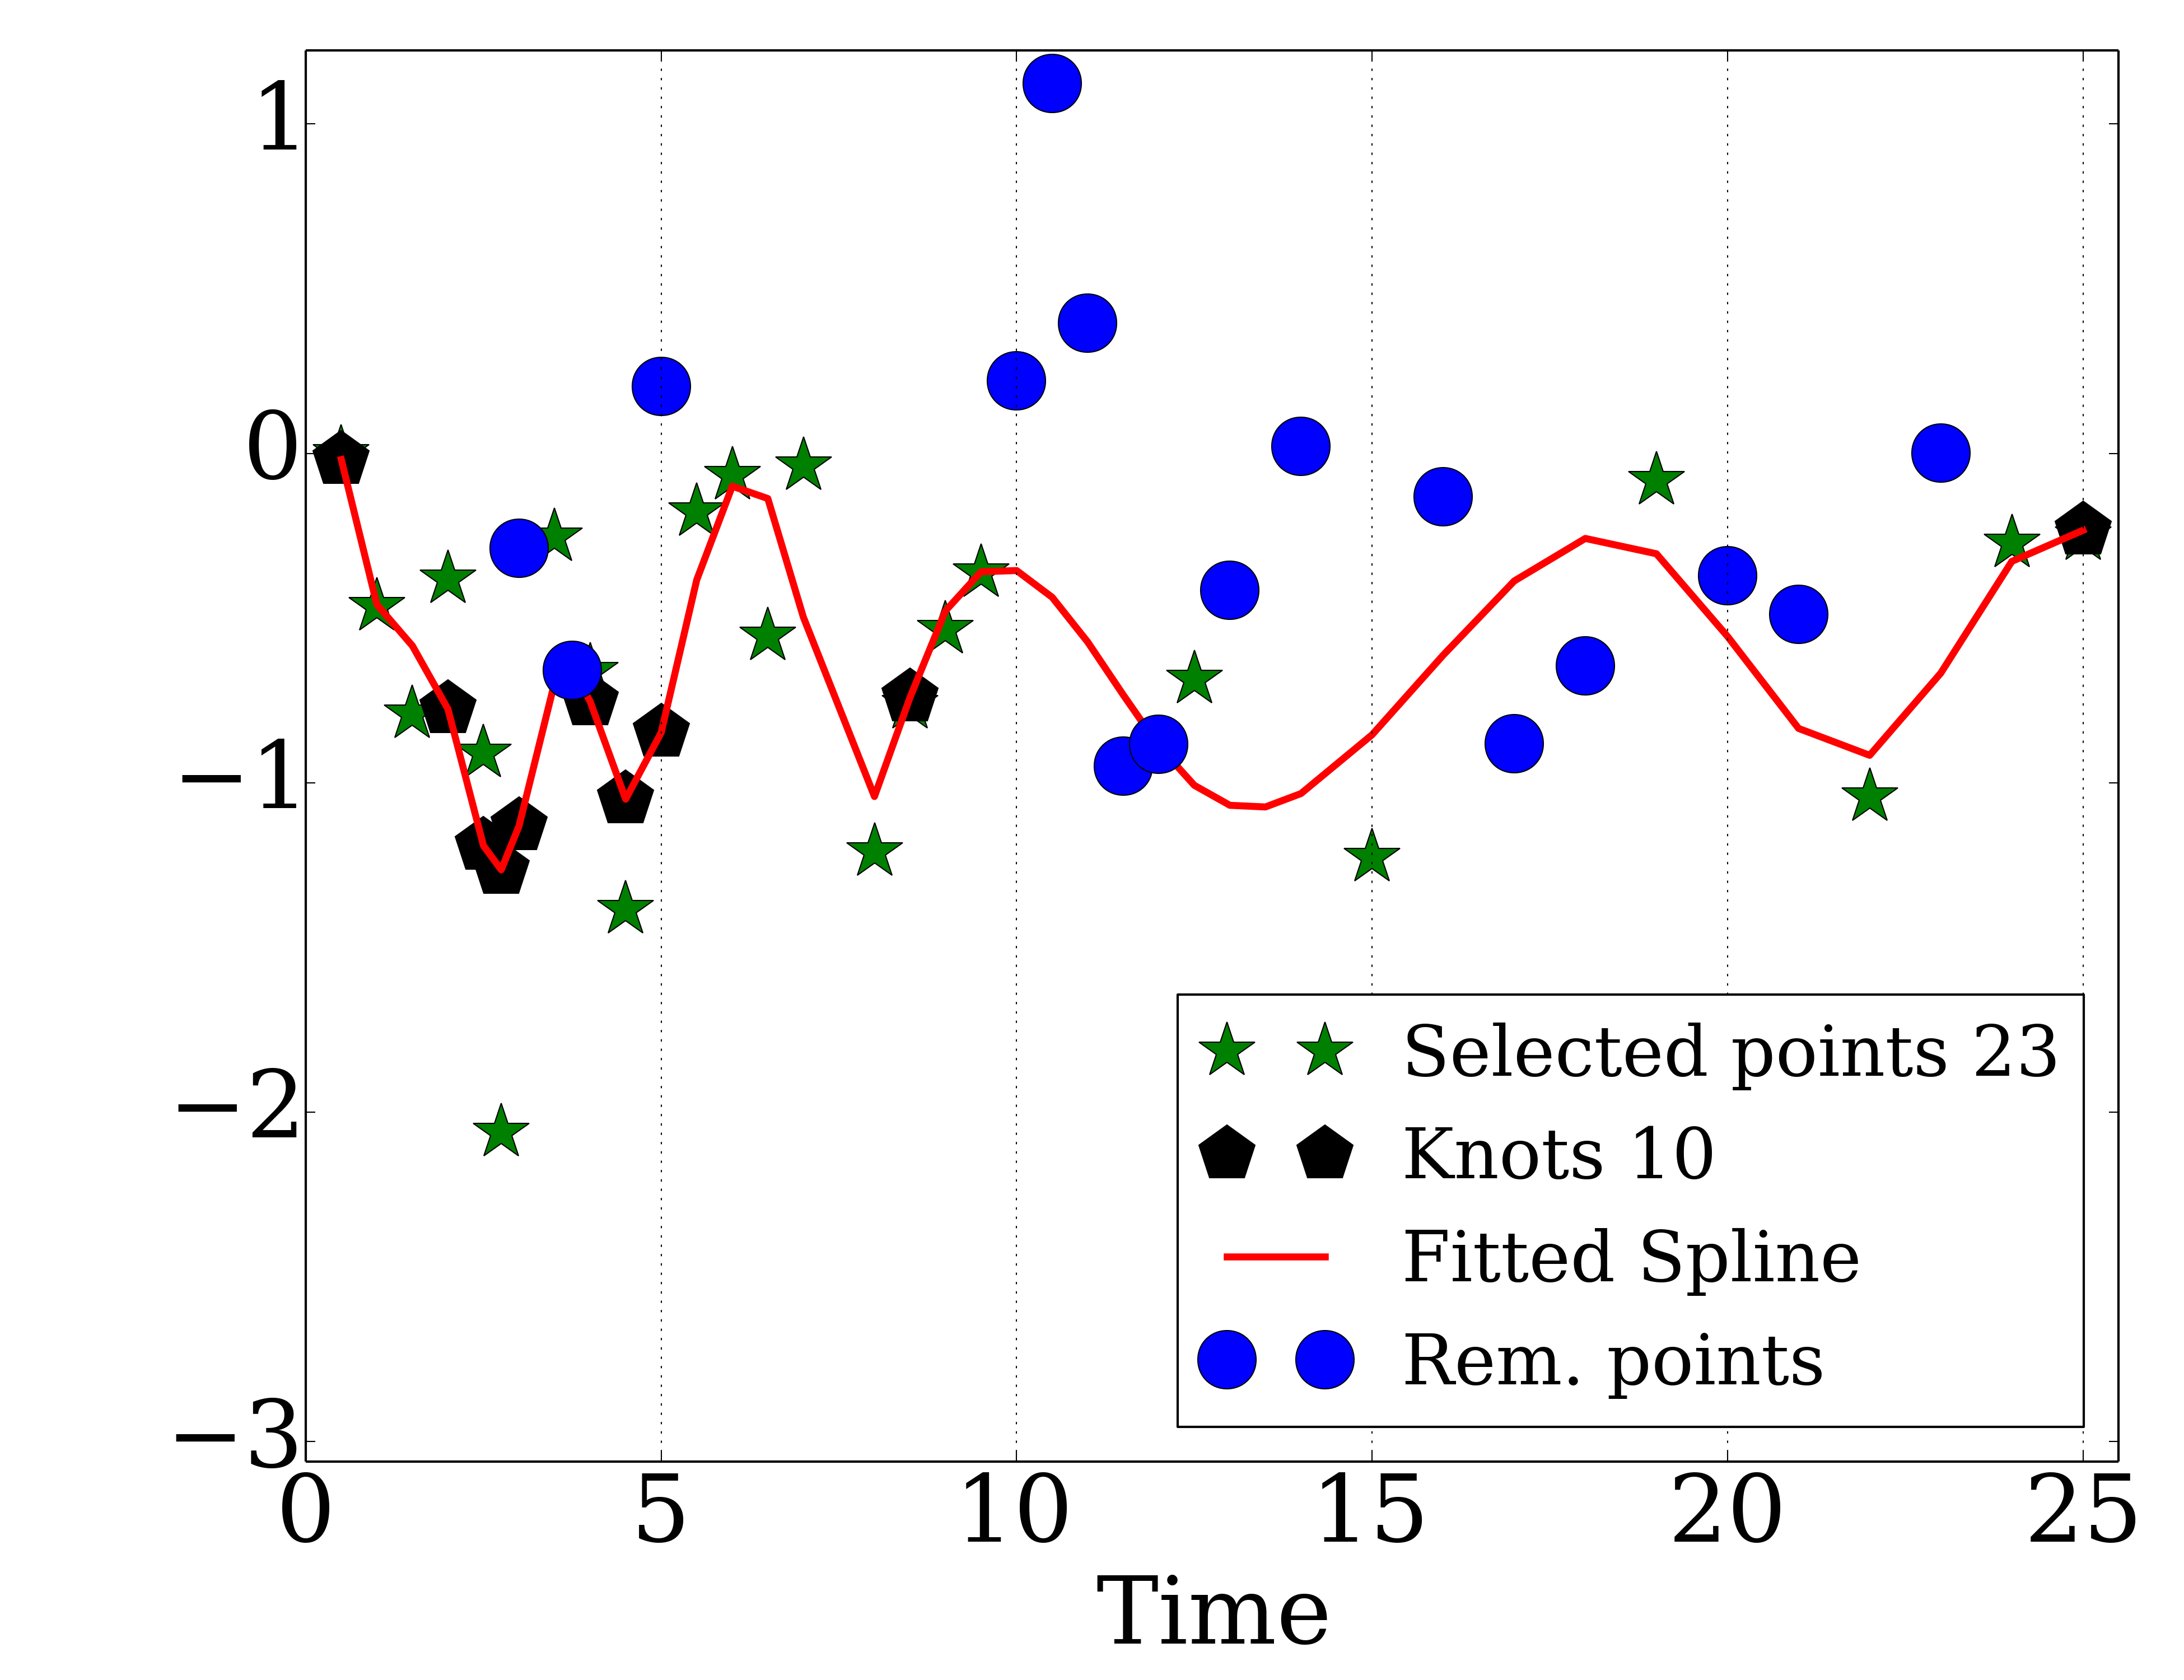 1
0
−1
−2
−3
0 5 10 15 20 25
Time
Selected points 23
Knots 10
Fitted Spline
Rem. points